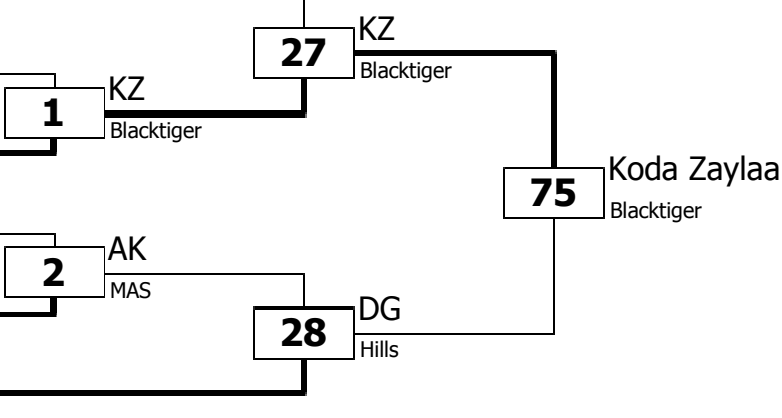 KZ
27
Blacktiger
KZ
1
Blacktiger
Koda Zaylaa
75
Blacktiger
AK
2
MAS
DG
28
Hills